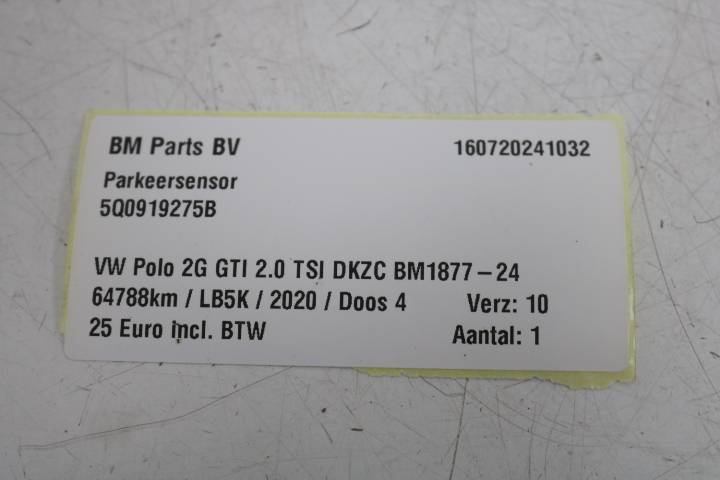 BM Parts BV 160720241032
Parkeersensor
5Q0919275B
VW Polo 2G GTI 2.0 TSI DKZC BM1877-24
64788km / LB5K / 2020 / Doos 4 Verz: 10
25 Euro incl. BTW Aantal: 1